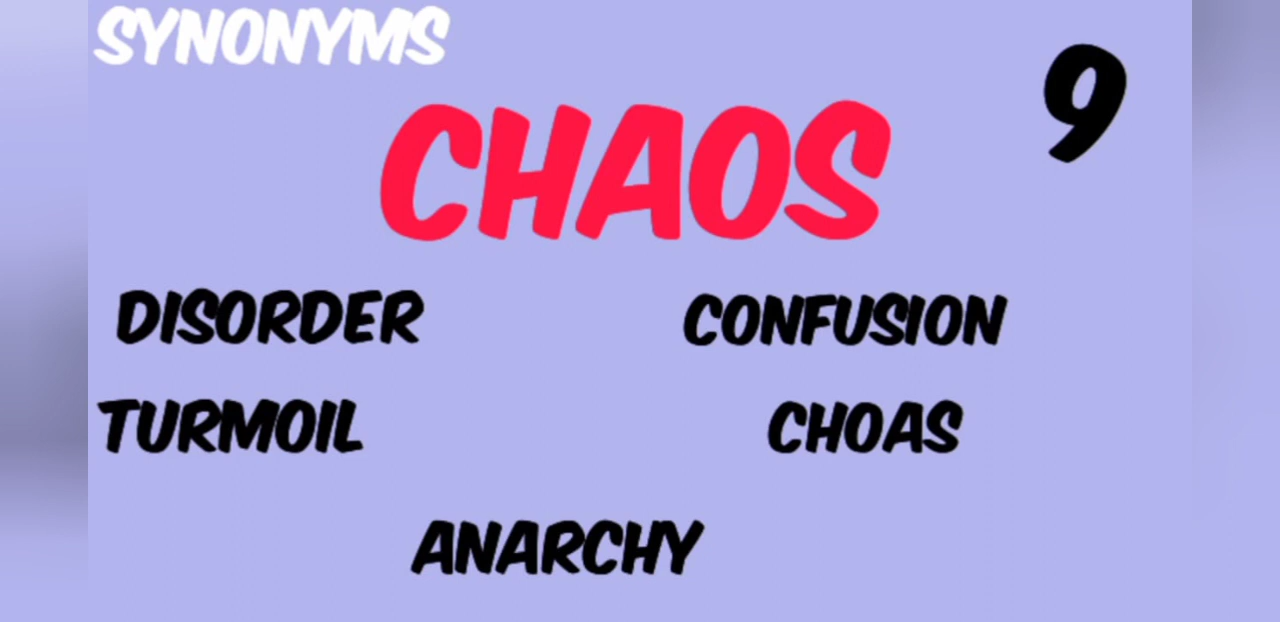 SYNONYMS
9
CHAOS
DISORDER CONFUSION
TURMOIL CHOAS
ANARCHY